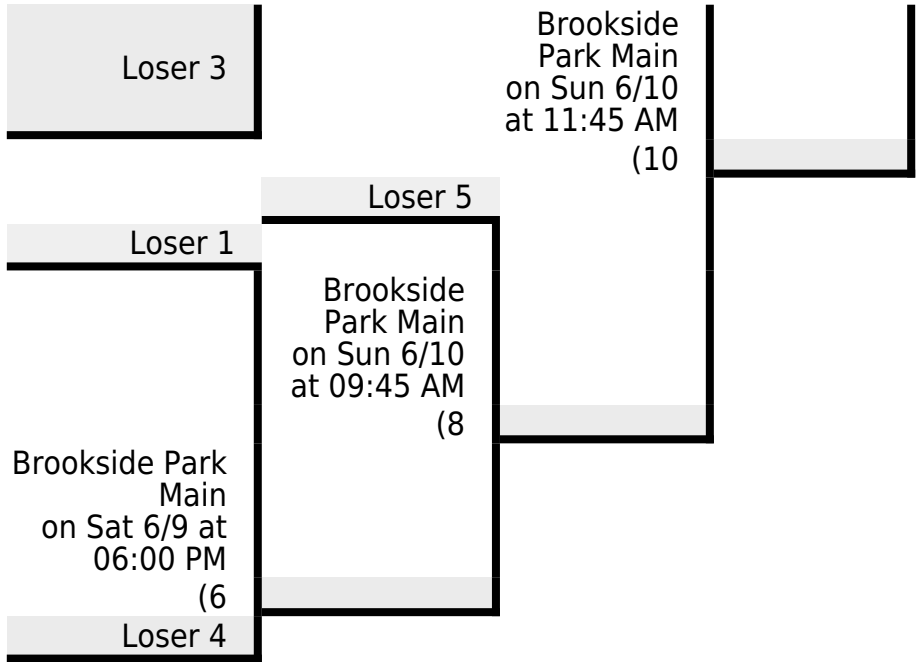 Loser 3
Brookside
Park Main
on Sun 6/10
at 11:45 AM
(10
Loser 5
Loser 1
Brookside
Park Main
on Sun 6/10
at 09:45 AM
(8
Brookside Park
Main
on Sat 6/9 at
06:00 PM
(6
Loser 4